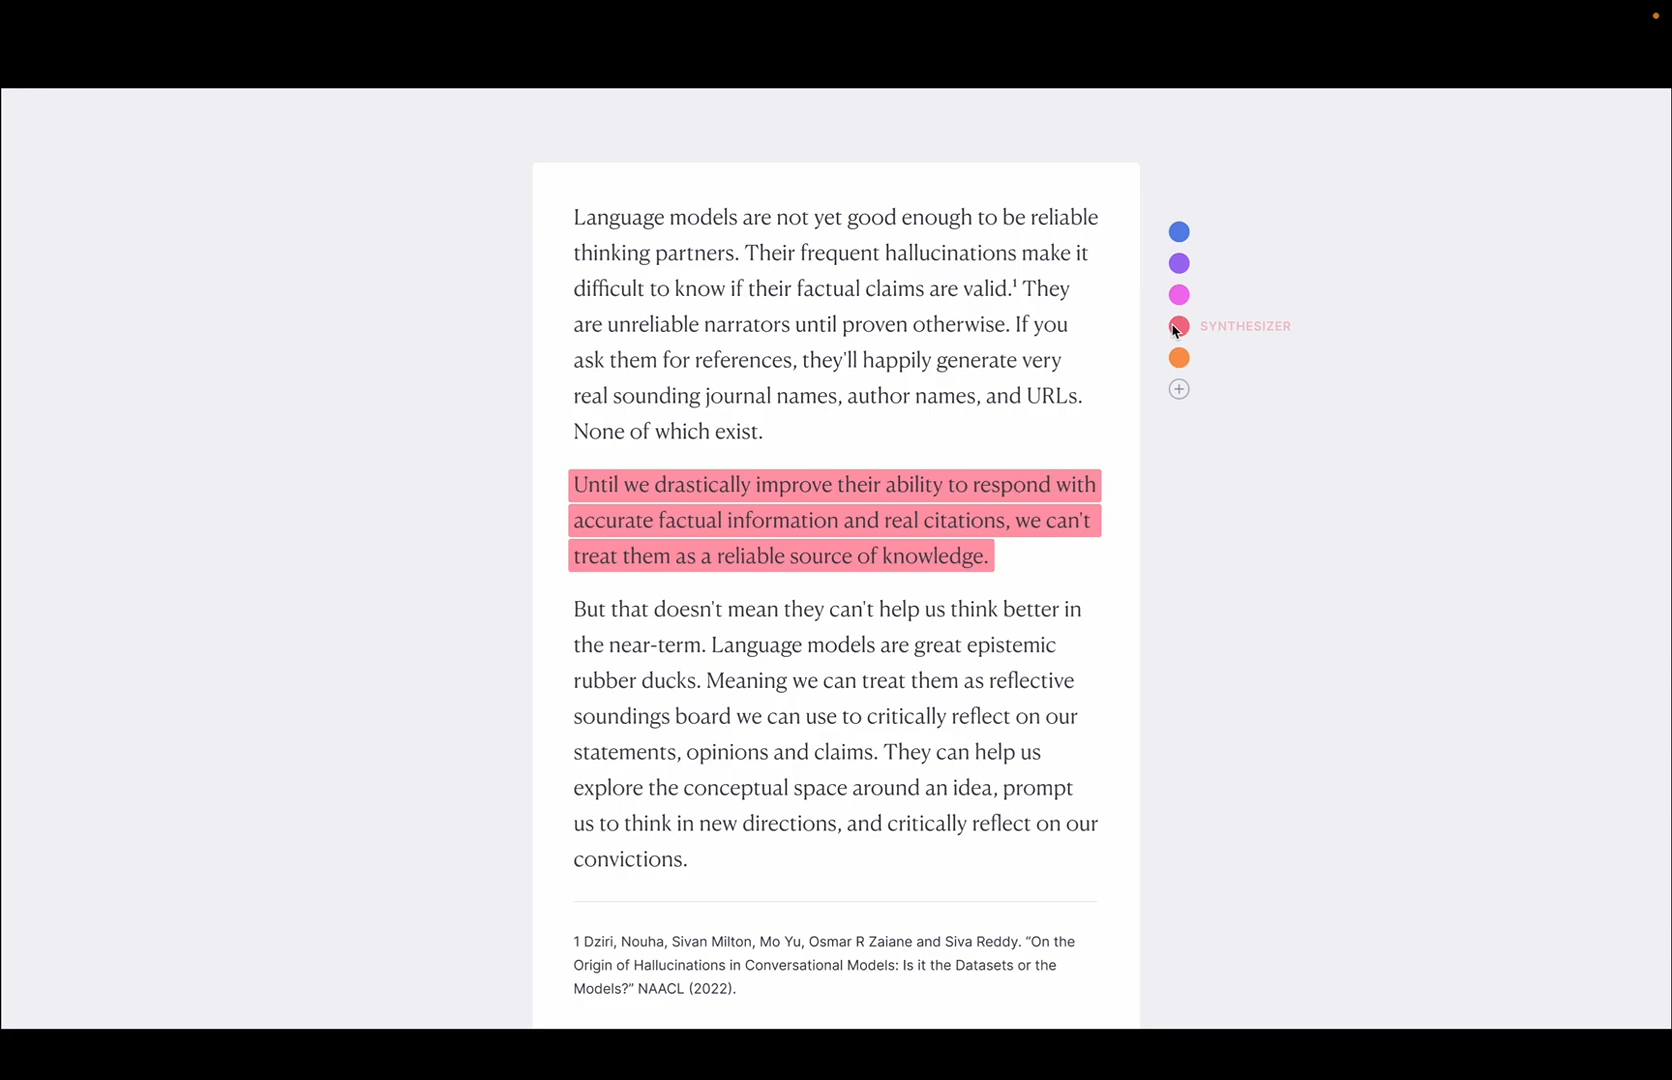 Language models are not yet good enough to be reliable
thinking partners. Their frequent hallucinations make it
difficult to know if their factual claims are valid.¹ They
are unreliable narrators until proven otherwise. If you
ask them for references, they'll happily generate very
real sounding journal names, author names, and URLs.
None of which exist.
Until we drastically improve their ability to respond with
accurate factual information and real citations, we can't
treat them as a reliable source of knowledge.
But that doesn't mean they can't help us think better in
the near-term. Language models are great epistemic
rubber ducks. Meaning we can treat them as reflective
soundings board we can use to critically reflect on our
statements, opinions and claims. They can help us
explore the conceptual space around an idea, prompt
us to think in new directions, and critically reflect on our
convictions.
1 Dziri, Nouha, Sivan Milton, Mo Yu, Osmar R Zaiane and Siva Reddy. “On the
Origin of Hallucinations in Conversational Models: Is it the Datasets or the
Models?” NAACL (2022).
SYNTHESIZER